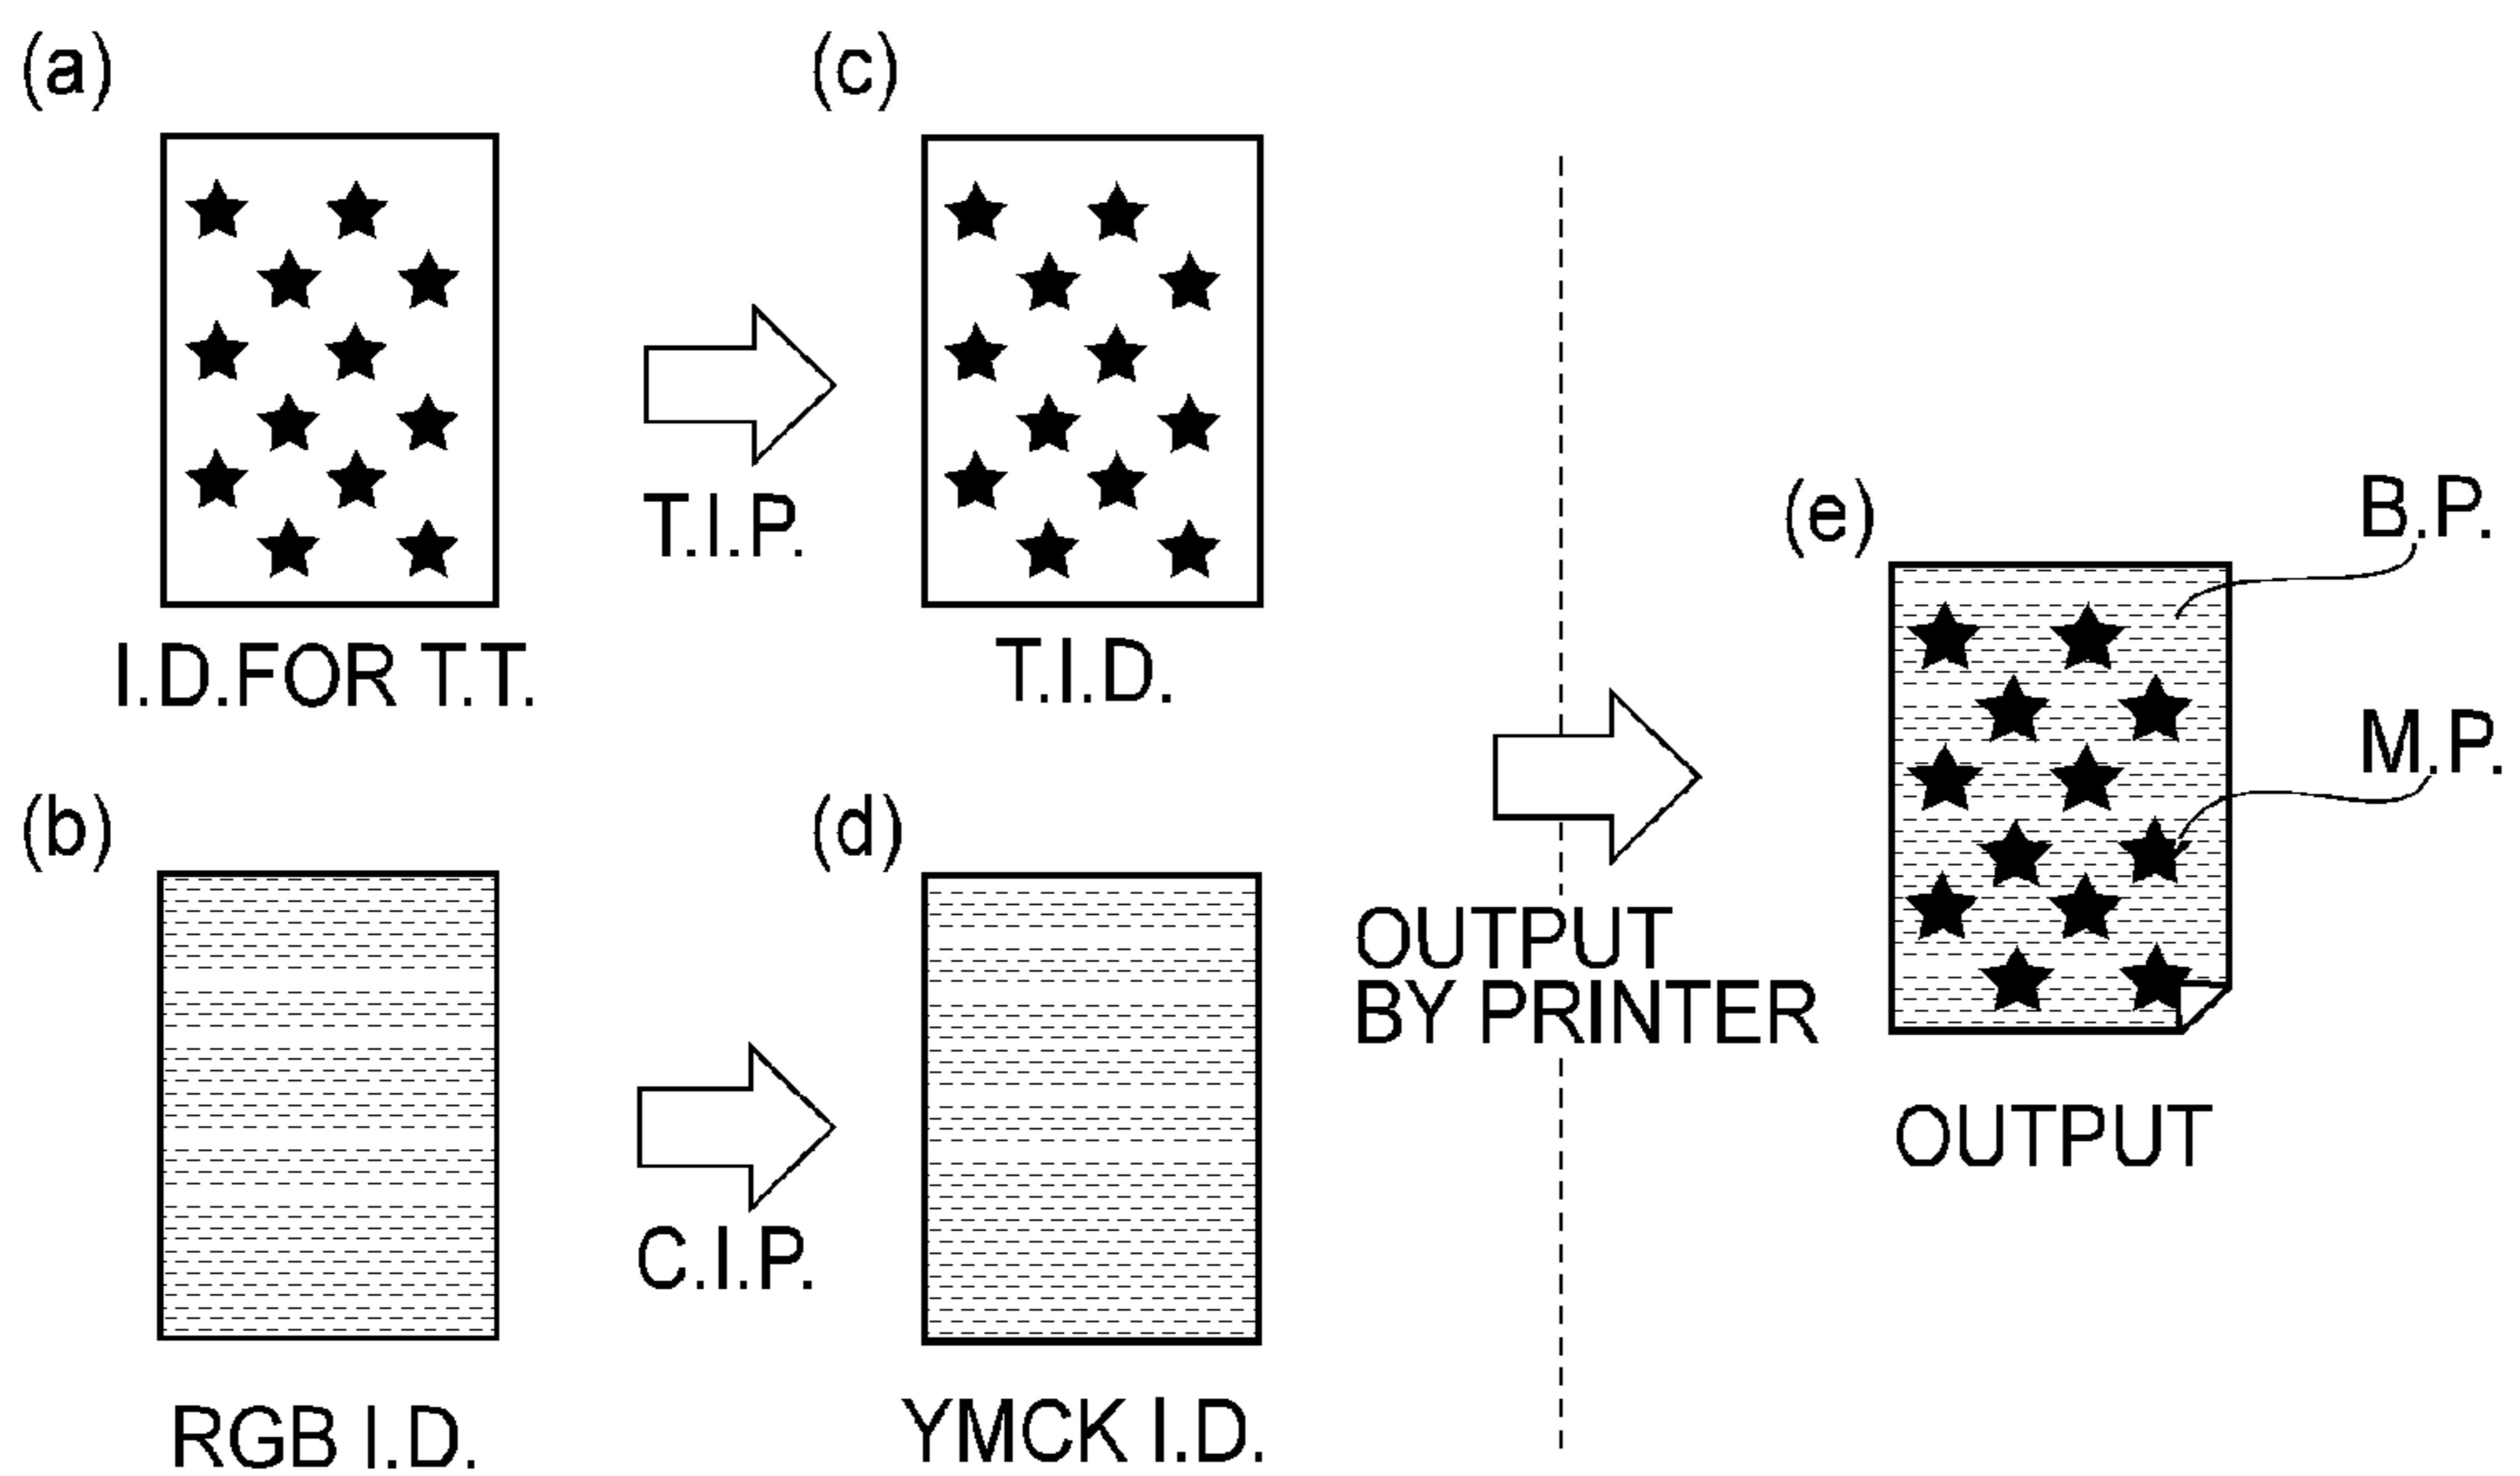 (a)
(c)
T.I.P.
I.D.FOR T.T.
T.I.D.
(e)
B.P.
M.P.
(b)
(d)
OUTPUT
BY PRINTER
C.I.P.
OUTPUT
RGB I.D.
YMCK I.D.